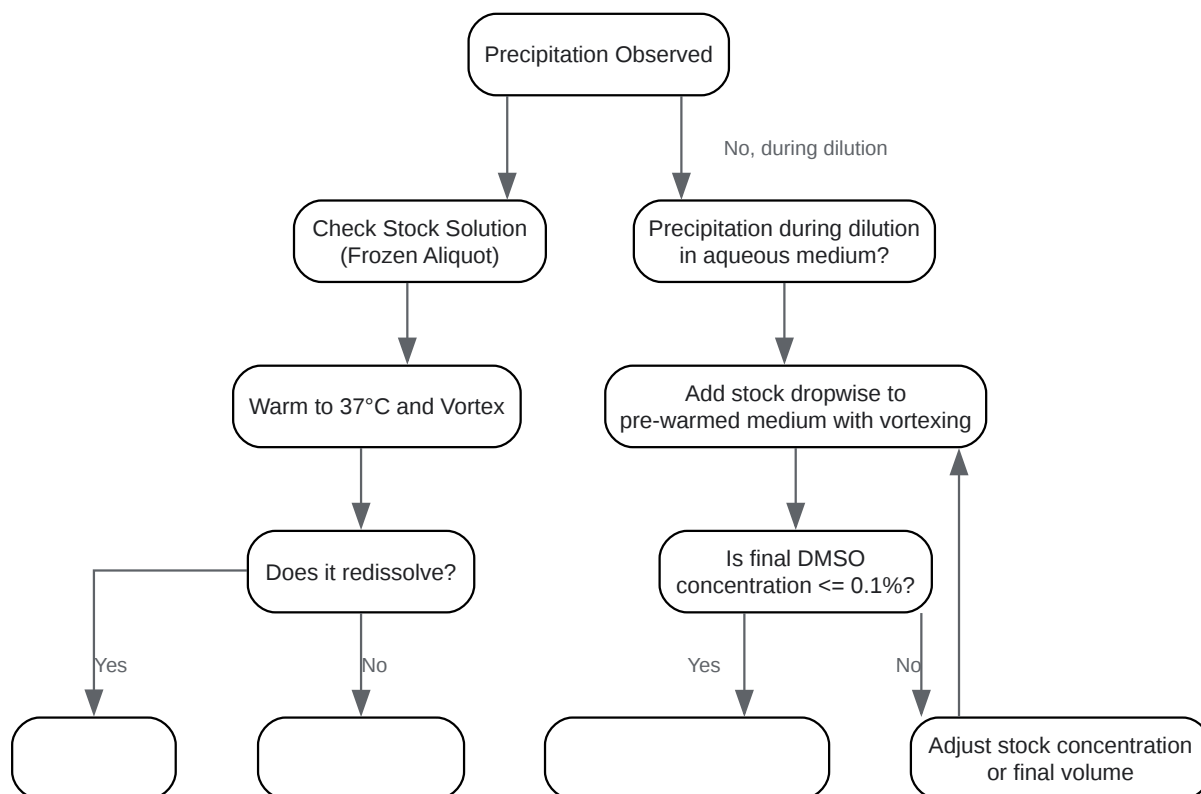 Precipitation Observed
No, during dilution
Check Stock Solution
(Frozen Aliquot)
Precipitation during dilution
in aqueous medium?
Warm to 37°C and Vortex
Add stock dropwise to
pre-warmed medium with vortexing
Does it redissolve?
Is final DMSO
concentration <= 0.1%?
Yes
No
Yes
No
Adjust stock concentration
or final volume